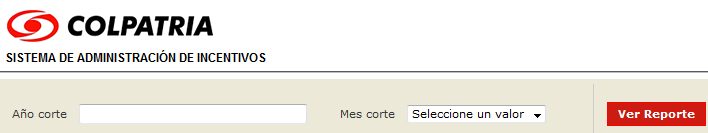 COLPATRIA
SISTEMA DE ADMINISTRACIÓN DE INCENTIVOS
Año corte Mes corte Seleccione un valor Ver Reporte